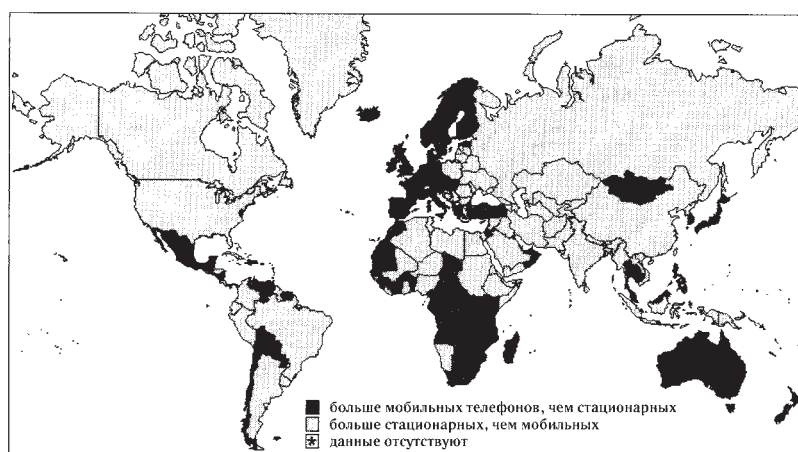 больше мобильных телефонов, чем стационарных
больше стационарных, чем мобильных
* данные отсутствуют